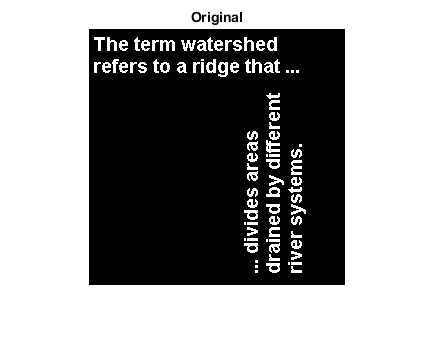 Original
The term watershed
refers to a ridge that ...
... divides areas
drained by different
river systems.